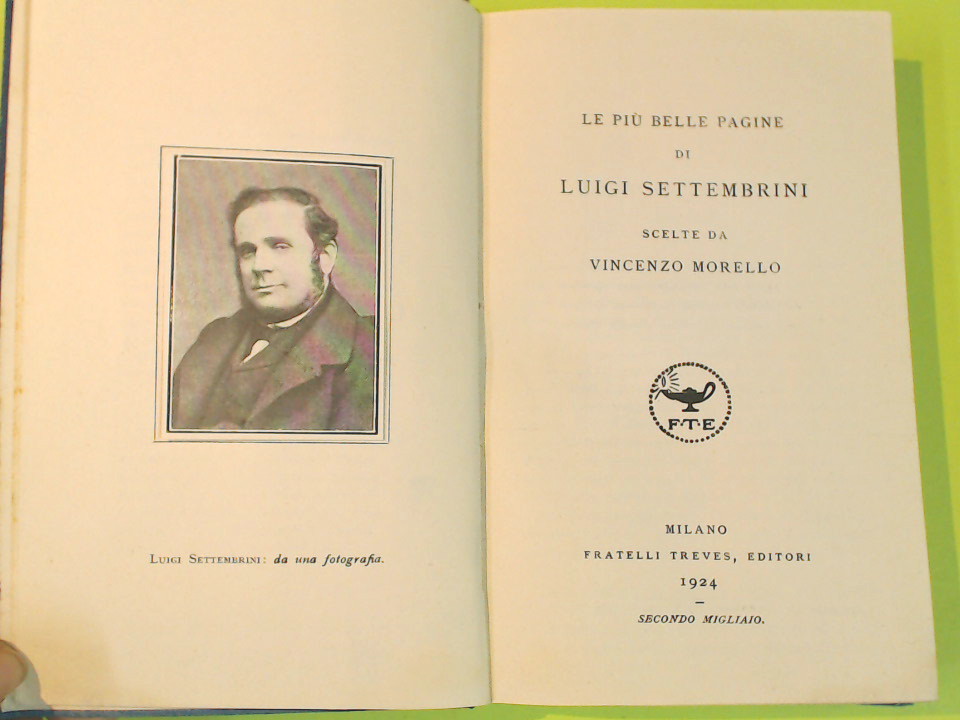 LUIGI SETTEMBRINI: da una fotografia.
LE PIÙ BELLE PAGINE
DI
LUIGI SETTEMBRINI
SCELTE DA
VINCENZO MORELLO
F·T·E
MILANO
FRATELLI TREVES, EDITORI
1924
SECONDO MIGLIAIO.